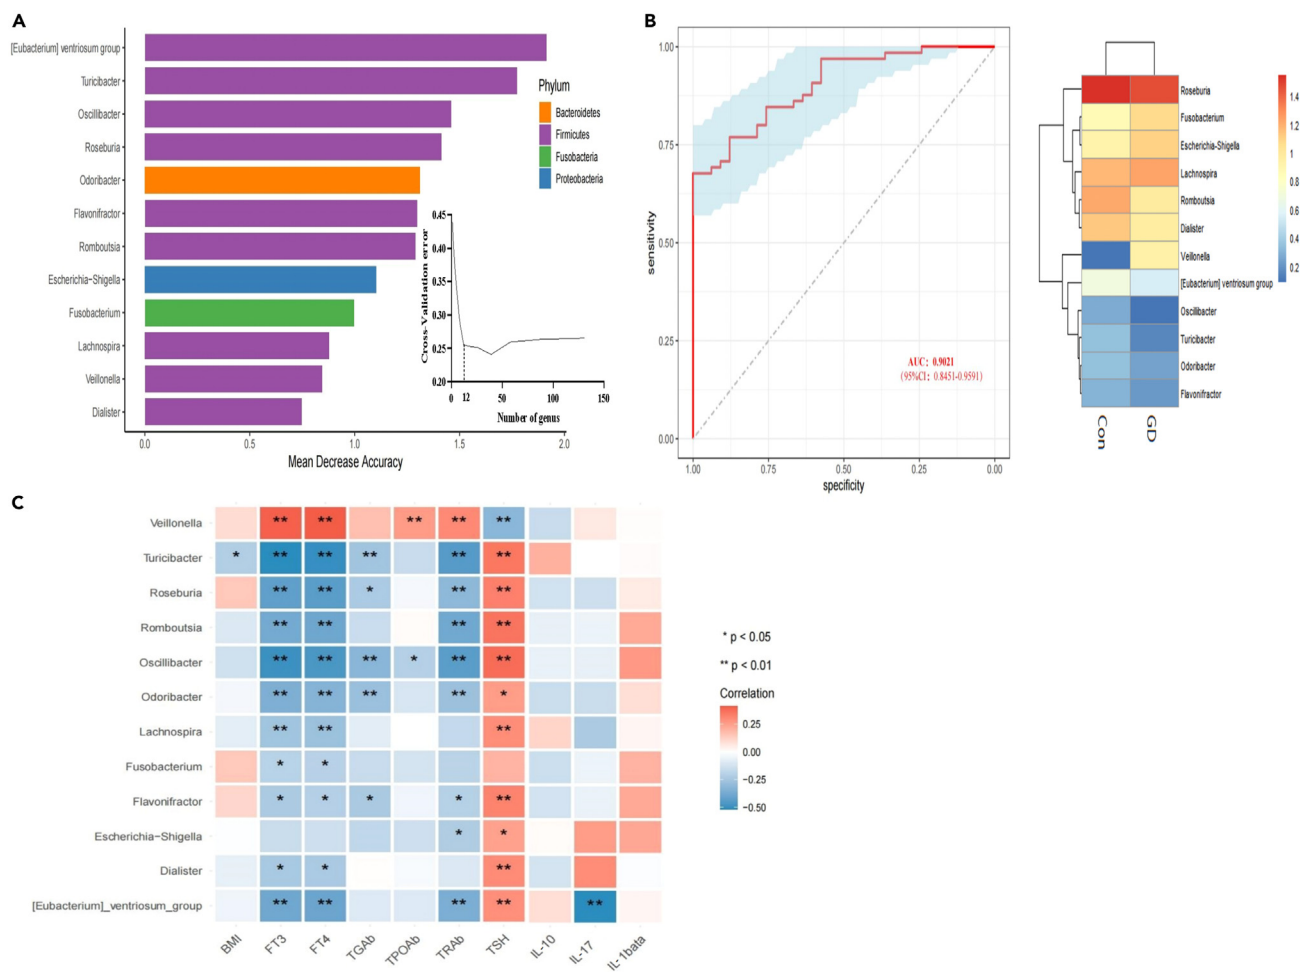 A
[Eubacterium] ventriosum group
Turicibacter
Oscillibacter
Roseburia
Odoribacter
Flavonifractor
Romboutsia
Escherichia-Shigella
Fusobacterium
Lachnospira
Veillonella
Dialister
0.0 0.5 1.0 1.5 2.0
Mean Decrease Accuracy
Phylum
Bacteroidetes
Firmicutes
Fusobacteria
Proteobacteria
Cross-Validation error
0.45
0.40
0.35
0.30
0.25
0.20
0 12 50 100 150
Number of genus
B
sensitivity
1.00
0.75
0.50
0.25
0.00
AUC: 0.9021
(95%CI: 0.8451-0.9591)
1.00 0.75 0.50 0.25 0.00
specificity
Roseburia
Fusobacterium
Escherichia-Shigella
Lachnospira
Romboutsia
Dialister
Veillonella
[Eubacterium] ventriosum group
Oscillibacter
Turicibacter
Odoribacter
Flavonifractor
Con GD
1.4
1.2
1
0.8
0.6
0.4
0.2
C
Veillonella ** ** ** ** **
Turicibacter * ** ** ** ** **
Roseburia ** ** * ** **
Romboutsia ** ** ** **
Oscillibacter ** ** ** * ** **
Odoribacter ** ** ** ** *
Lachnospira ** ** **
Fusobacterium * *
Flavonifractor * * * * **
Escherichia-Shigella * *
Dialister * * **
[Eubacterium]_ventriosum_group ** ** ** ** **
BMI FT3 FT4 TGAb TPOAb TRAb TSH IL-10 IL-17 IL-1bata
* p < 0.05
** p < 0.01
Correlation
0.25
0.00
-0.25
-0.50